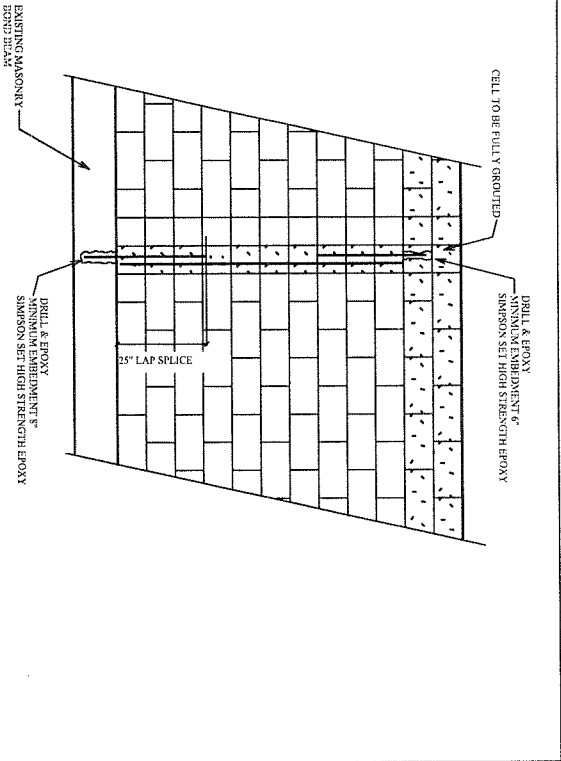 CELL TO BE FULLY GROUTED
DRILL & EPOXY
MINIMUM EMBEDMENT 6"
SIMPSON SET HIGH STRENGTH EPOXY
25" LAP SPLICE
EXISTING MASONRY
BOND BEAM
DRILL & EPOXY
MINIMUM EMBEDMENT 8"
SIMPSON SET HIGH STRENGTH EPOXY